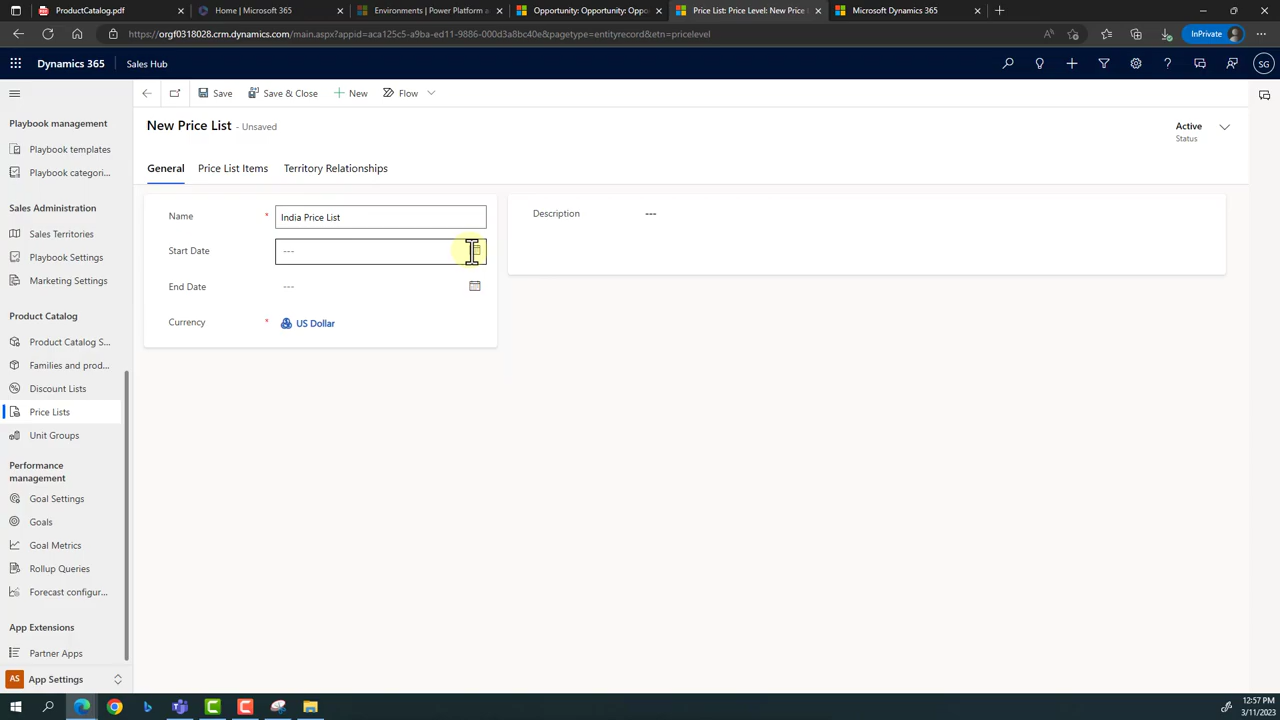 ProductCatalog.pdf
Home | Microsoft 365
Environments | Power Platform a
Opportunity: Opportunity: Oppo
Price List: Price Level: New Price
Microsoft Dynamics 365
https://orgf0318028.crm.dynamics.com/main.aspx?appid=aca125c5-a9ba-ed11-9886-000d3a8bc40e&pagetype=entityrecord&etn=pricelevel
InPrivate
Dynamics 365
Sales Hub
SG
Save
Save & Close
New
Flow
New Price List - Unsaved
Active
Status
General
Price List Items
Territory Relationships
Name *
India Price List
Start Date
---
End Date
---
Currency *
US Dollar
Description
---
Playbook management
Playbook templates
Playbook categori...
Sales Administration
Sales Territories
Playbook Settings
Marketing Settings
Product Catalog
Product Catalog S...
Families and prod...
Discount Lists
Price Lists
Unit Groups
Performance
management
Goal Settings
Goals
Goal Metrics
Rollup Queries
Forecast configur...
App Extensions
Partner Apps
AS
App Settings
12:57 PM
3/11/2023